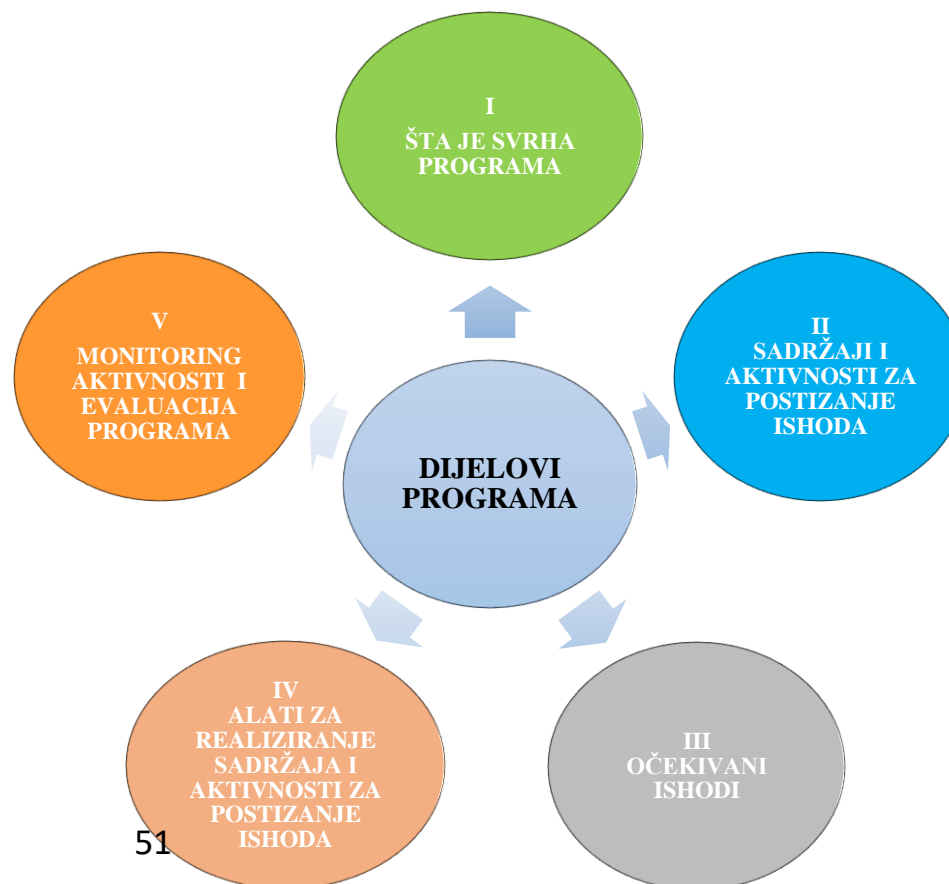 I
ŠTA JE SVRHA
PROGRAMA
II
SADRŽAJI I
AKTIVNOSTI ZA
POSTIZANJE
ISHODA
III
OČEKIVANI
ISHODI
IV
ALATI ZA
REALIZIRANJE
SADRŽAJA I
AKTIVNOSTI ZA
POSTIZANJE
ISHODA
V
MONITORING
AKTIVNOSTI I
EVALUACIJA
PROGRAMA
DIJELOVI
PROGRAMA
51